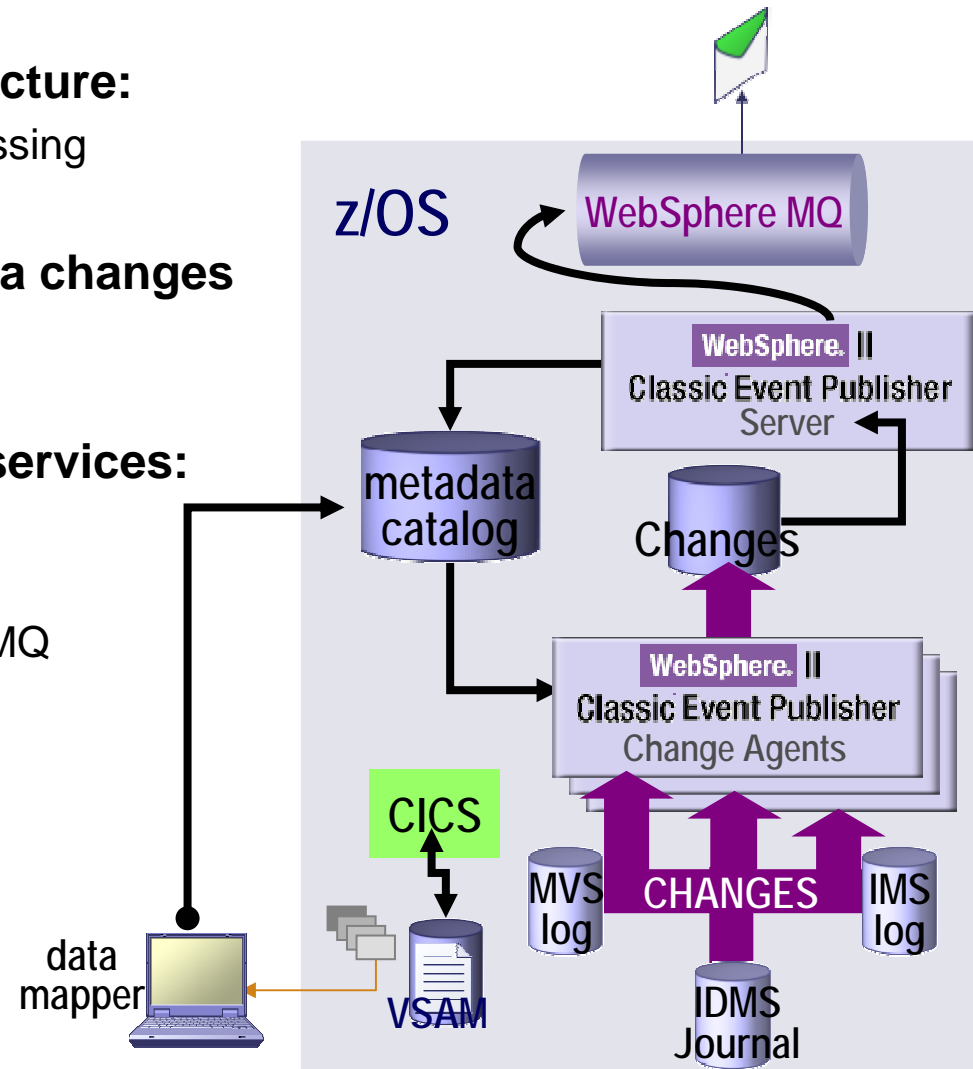 cture:
ssing
a changes
services:
MQ
z/OS
WebSphere MQ
WebSphere. II
Classic Event Publisher
Server
metadata
catalog
Changes
WebSphere. II
Classic Event Publisher
Change Agents
CICS
MVS
log
CHANGES
IMS
log
data
mapper
VSAM
IDMS
Journal